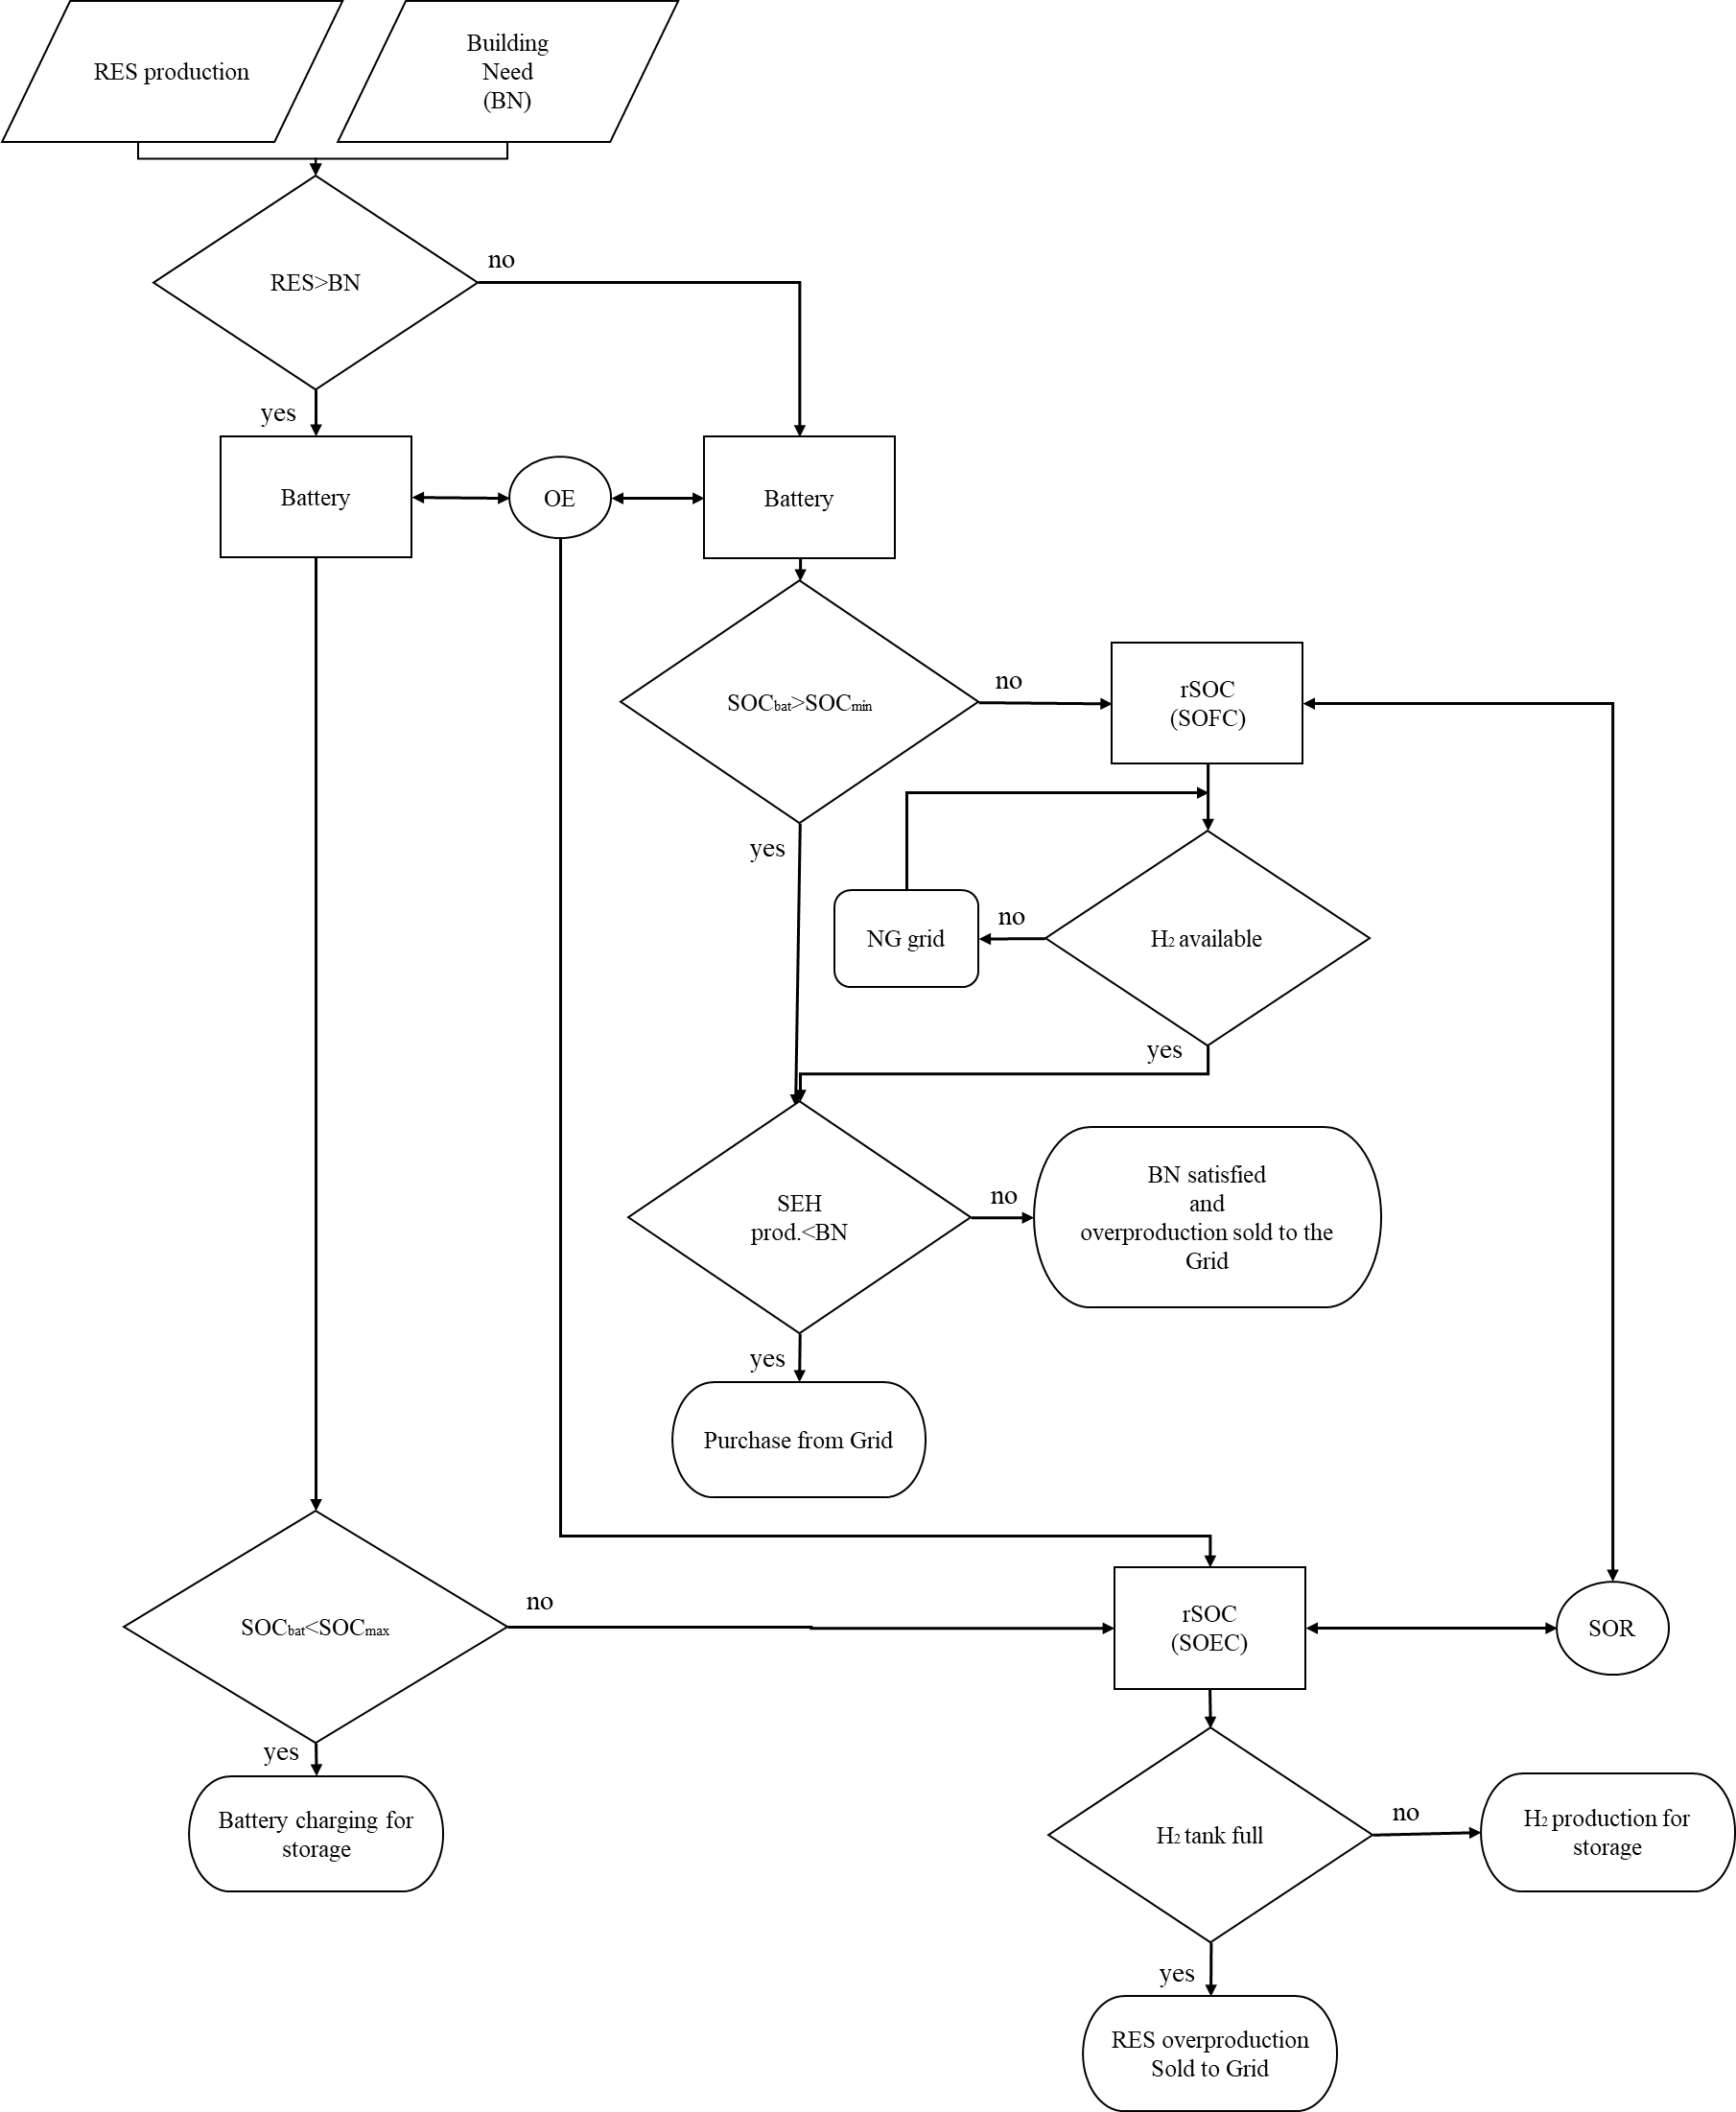 RES production
Building
Need
(BN)
RES>BN
no
yes
Battery
OE
Battery
SOCbat>SOCmin
no
rSOC
(SOFC)
yes
NG grid
no
H2 available
yes
SEH
prod.<BN
no
BN satisfied
and
overproduction sold to the
Grid
yes
Purchase from Grid
SOCbat<SOCmax
no
rSOC
(SOEC)
SOR
yes
Battery charging for
storage
H2 tank full
no
H2 production for
storage
yes
RES overproduction
Sold to Grid